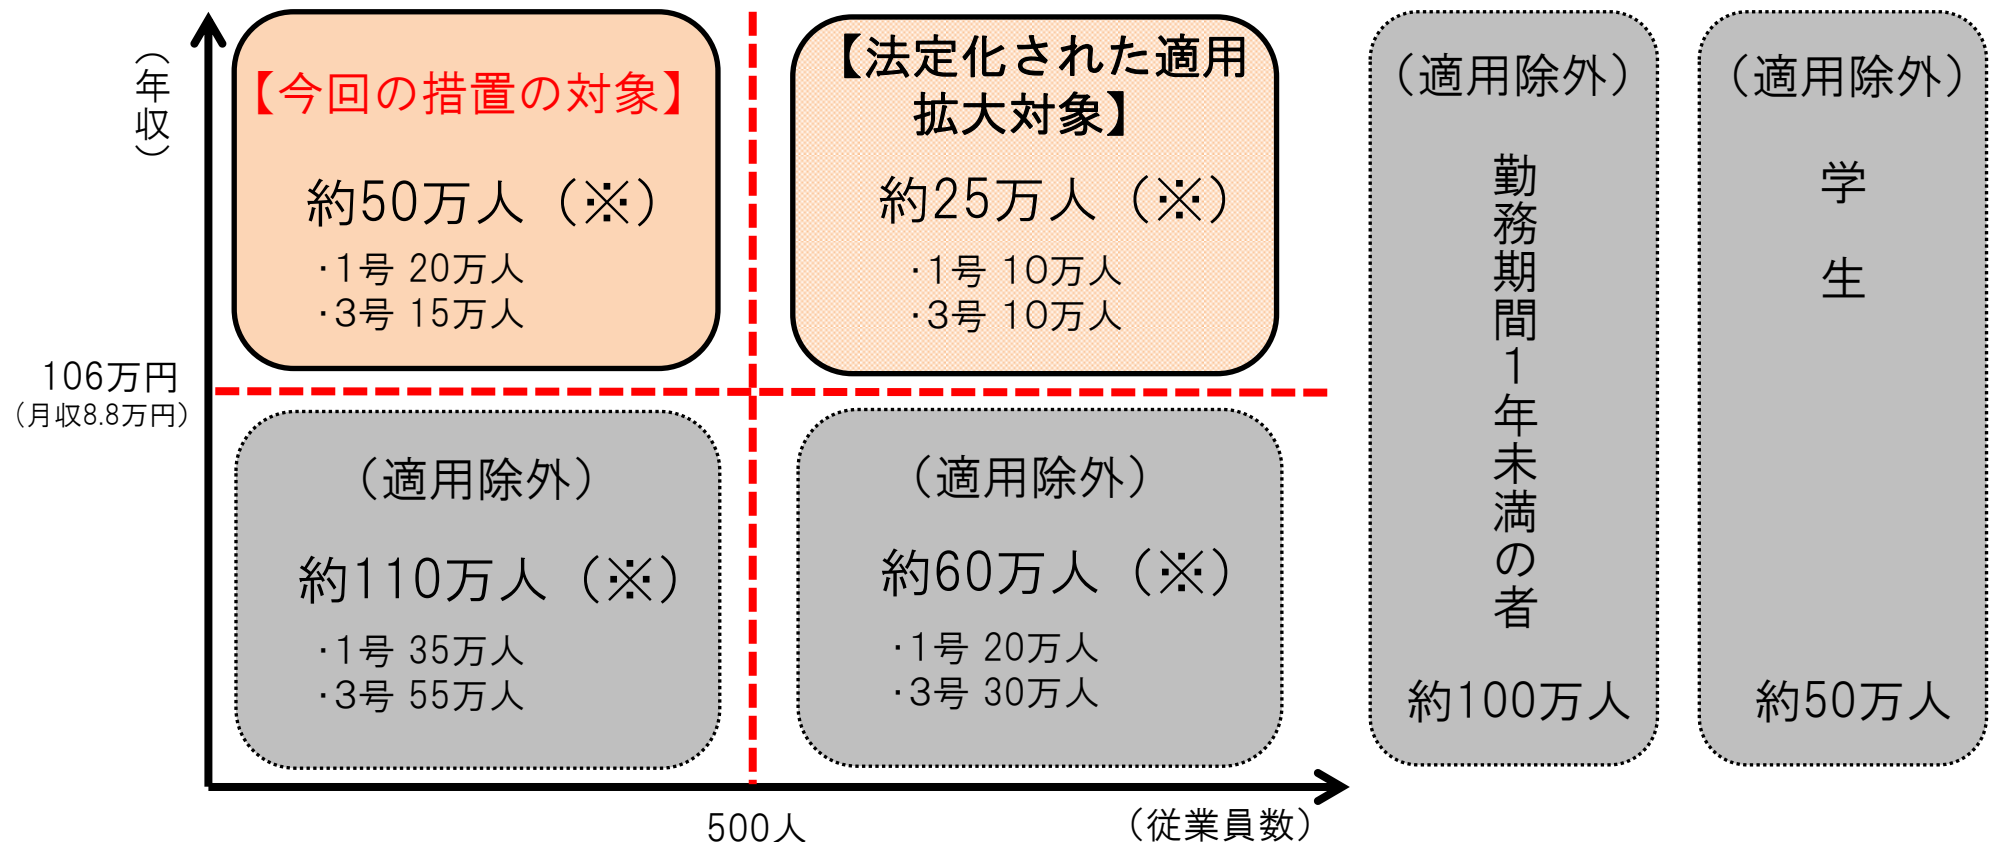 （年収）
106万円
（月収8.8万円）
【今回の措置の対象】
約50万人（※）
・1号 20万人
・3号 15万人
【法定化された適用
拡大対象】
約25万人（※）
・1号 10万人
・3号 10万人
（適用除外）
約110万人（※）
・1号 35万人
・3号 55万人
（適用除外）
約60万人（※）
・1号 20万人
・3号 30万人
500人
（従業員数）
（適用除外）
勤務期間1年未満の者
約100万人
（適用除外）
学生
約50万人